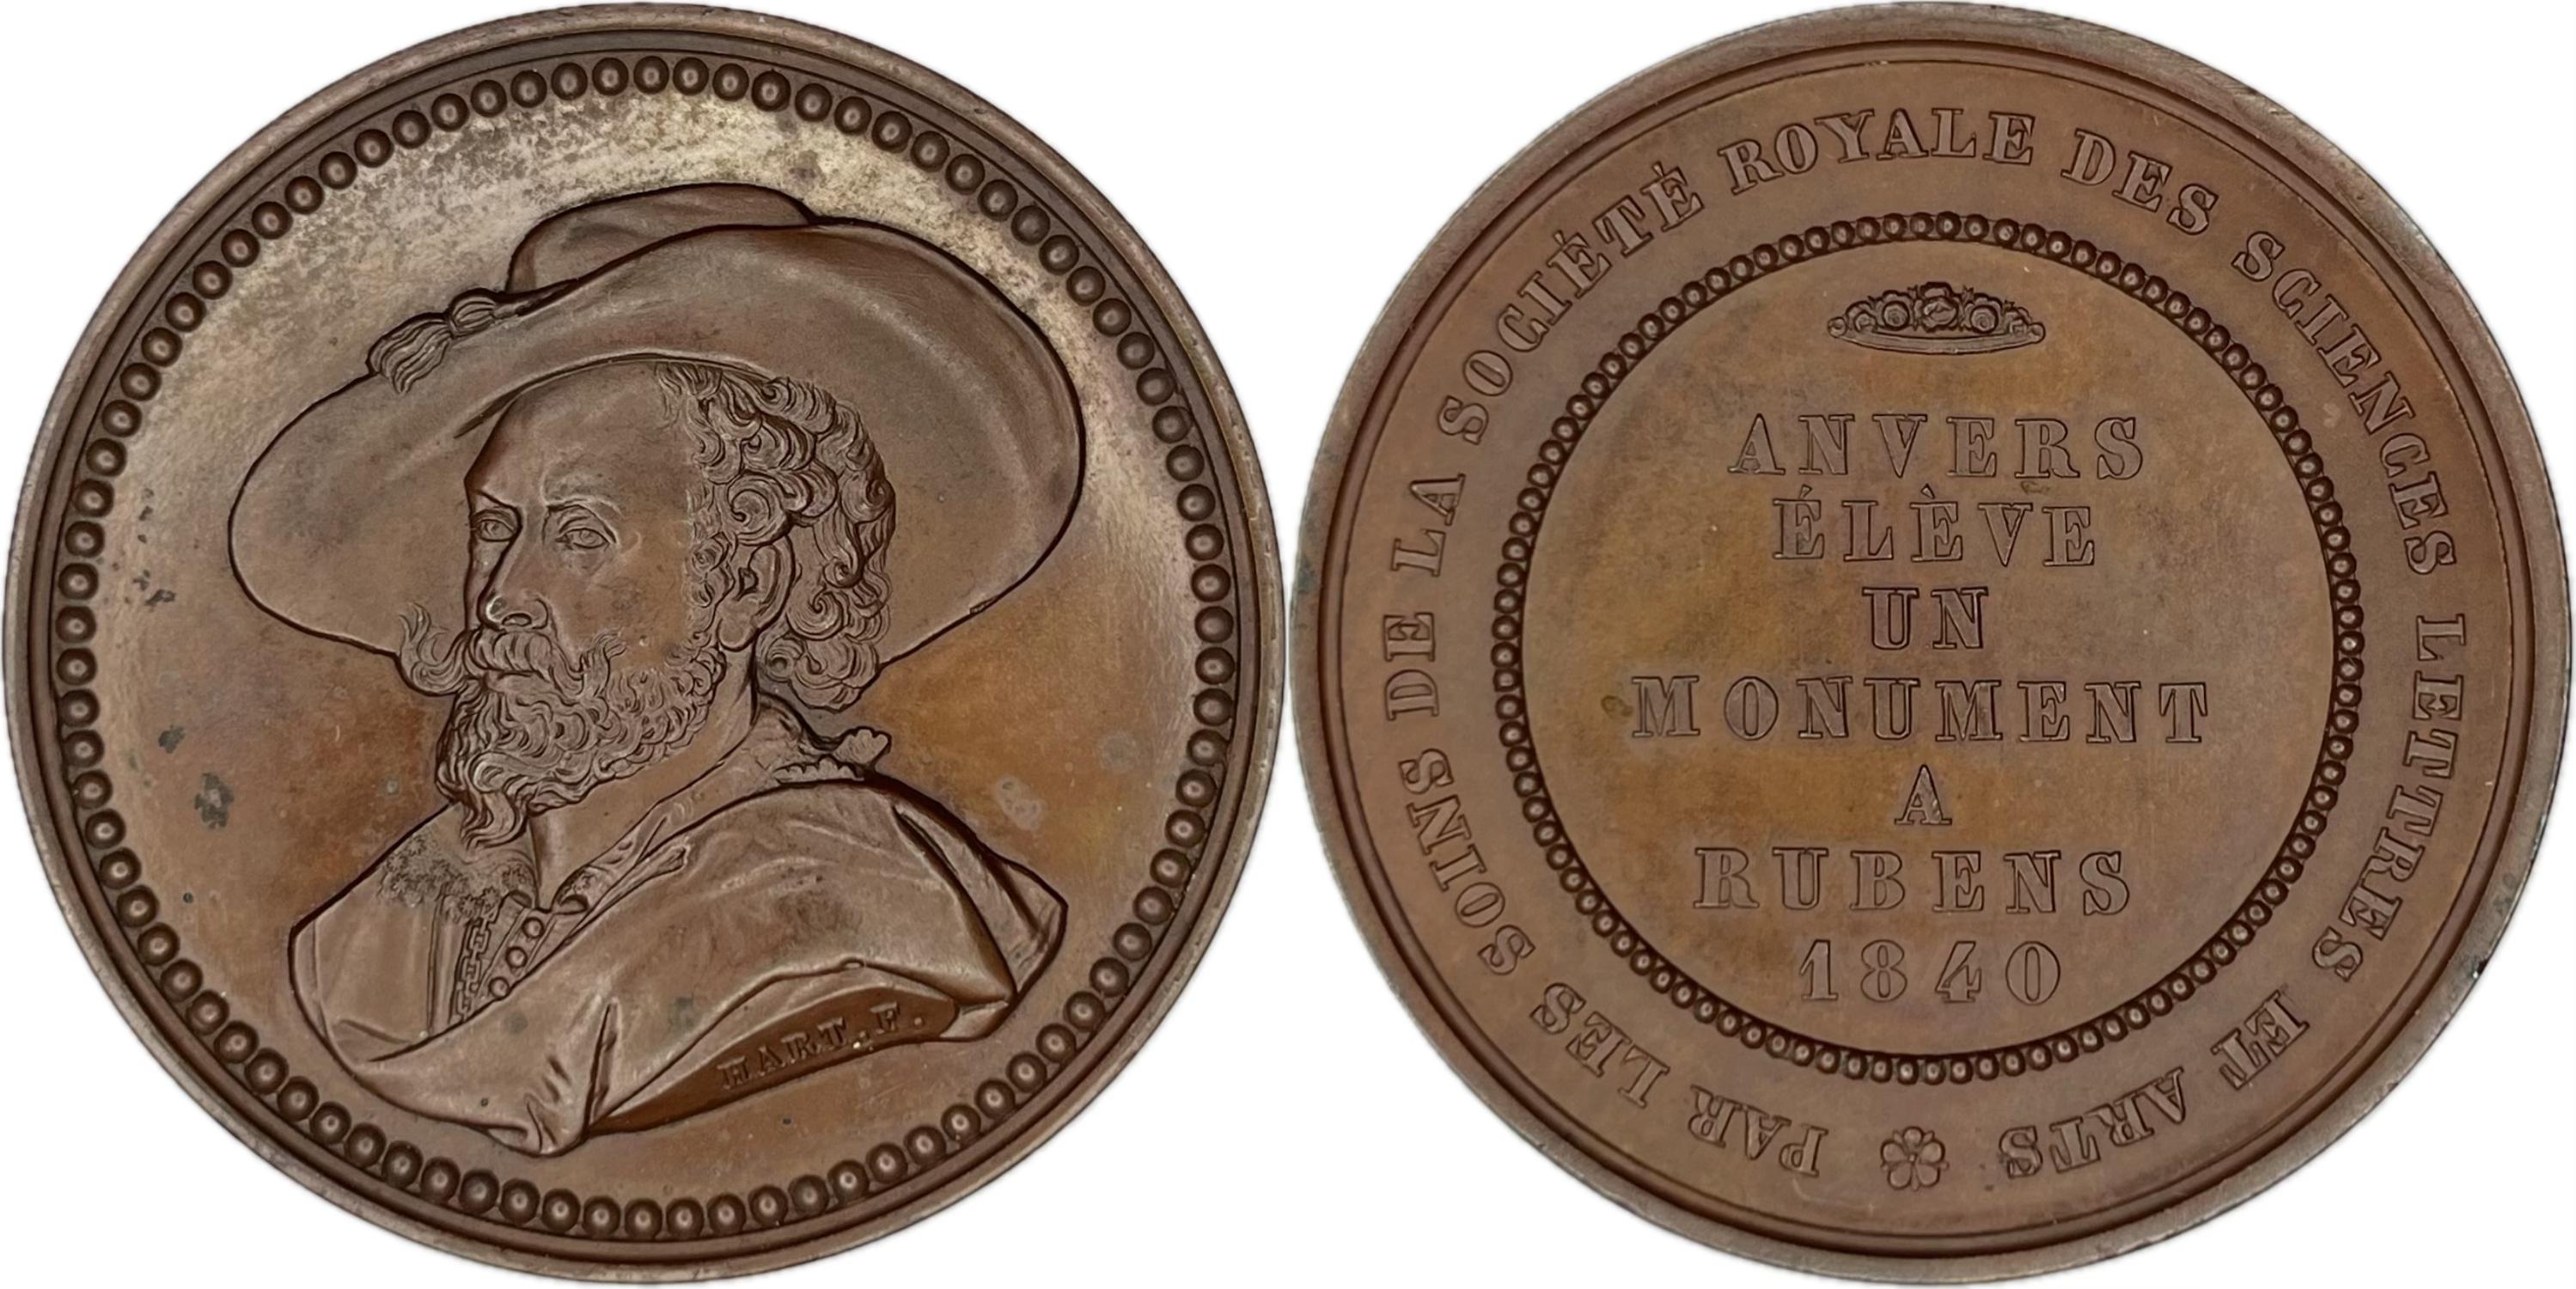 HART. F.
PAR LES SOINS DE LA SOCIÉTÉ ROYALE DES SCIENCES LETTRES ET ARTS
ANVERS
ÉLÈVE
UN
MONUMENT
A
RUBENS
1840